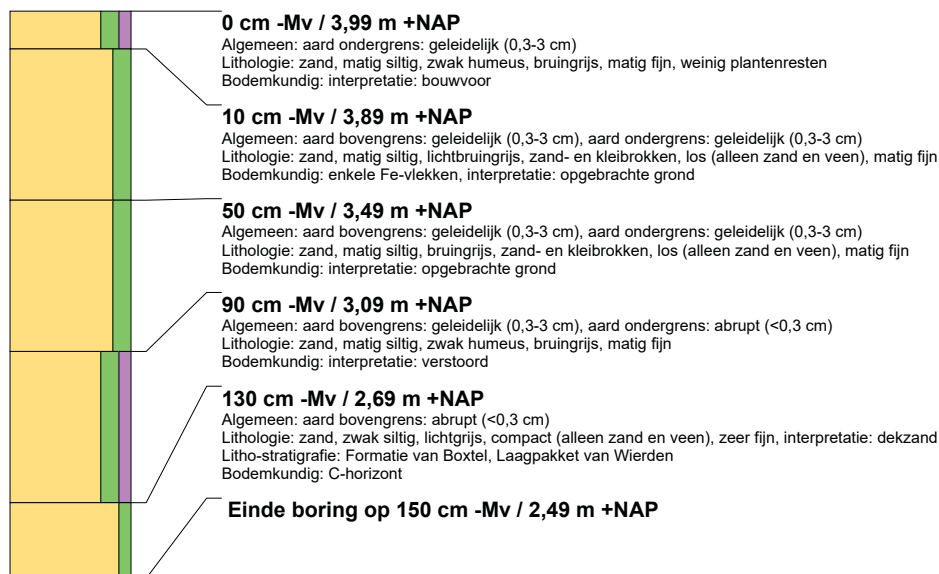 0 cm -Mv / 3,99 m +NAP
Algemeen: aard ondergrens: geleidelijk (0,3-3 cm)
Lithologie: zand, matig siltig, zwak humeus, bruingrijs, matig fijn, weinig plantenresten
Bodemkundig: interpretatie: bouwvoor
10 cm -Mv / 3,89 m +NAP
Algemeen: aard bovengrens: geleidelijk (0,3-3 cm), aard ondergrens: geleidelijk (0,3-3 cm)
Lithologie: zand, matig siltig, lichtbruingrijs, zand- en kleibrokken, los (alleen zand en veen), matig fijn
Bodemkundig: enkele Fe-vlekken, interpretatie: opgebrachte grond
50 cm -Mv / 3,49 m +NAP
Algemeen: aard bovengrens: geleidelijk (0,3-3 cm), aard ondergrens: geleidelijk (0,3-3 cm)
Lithologie: zand, matig siltig, bruingrijs, zand- en kleibrokken, los (alleen zand en veen), matig fijn
Bodemkundig: interpretatie: opgebrachte grond
90 cm -Mv / 3,09 m +NAP
Algemeen: aard bovengrens: geleidelijk (0,3-3 cm), aard ondergrens: abrupt (<0,3 cm)
Lithologie: zand, matig siltig, zwak humeus, bruingrijs, matig fijn
Bodemkundig: interpretatie: verstoord
130 cm -Mv / 2,69 m +NAP
Algemeen: aard bovengrens: abrupt (<0,3 cm)
Lithologie: zand, zwak siltig, lichtgrijs, compact (alleen zand en veen), zeer fijn, interpretatie: dekzand
Litho-stratigrafie: Formatie van Boxtel, Laagpakket van Wierden
Bodemkundig: C-horizont
Einde boring op 150 cm -Mv / 2,49 m +NAP